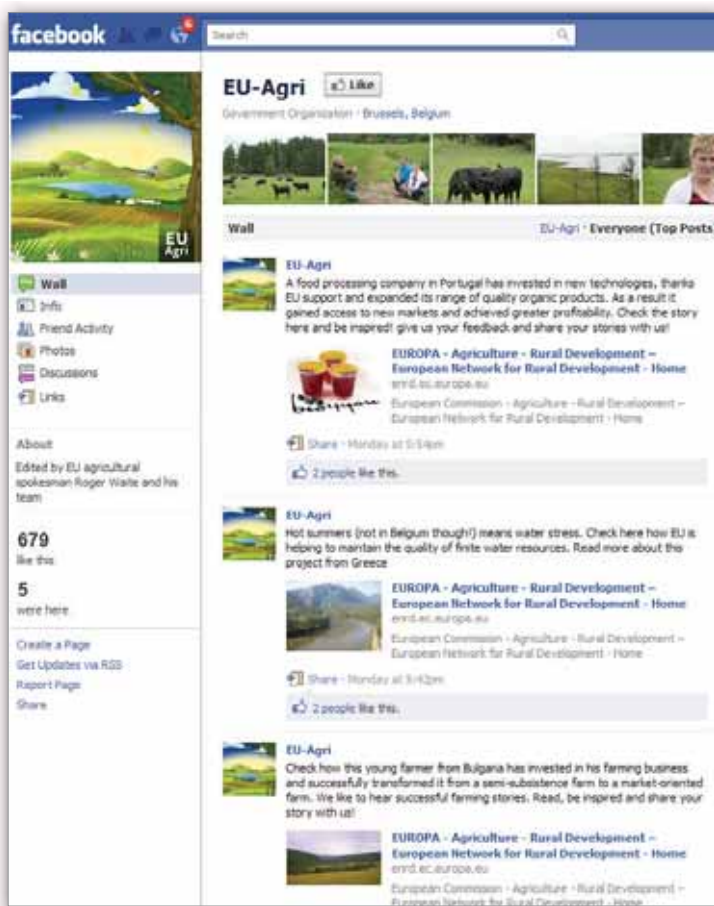 facebook
6
Search
EU
Agri
EU-Agri
Like
Government Organization · Brussels, Belgium
Wall
EU-Agri · Everyone (Top Posts
Wall
Info
Friend Activity
Photos
Discussions
Links
About
Edited by EU agricultural
spokesman Roger Waite and his
team
679
like this
5
were here
Create a Page
Get Updates via RSS
Report Page
Share
EU-Agri
A food processing company in Portugal has invested in new technologies, thanks
EU support and expanded its range of quality organic products. As a result it
gained access to new markets and achieved greater profitability. Check the story
here and be inspired! give us your feedback and share your stories with us!
EUROPA - Agriculture - Rural Development –
European Network for Rural Development - Home
enrd.ec.europa.eu
European Commission - Agriculture - Rural Development –
European Network for Rural Development - Home
Share · Monday at 5:54pm
2 people like this.
EU-Agri
Hot summers (not in Belgium though!) means water stress. Check here how EU is
helping to maintain the quality of finite water resources. Read more about this
project from Greece
EUROPA - Agriculture - Rural Development –
European Network for Rural Development - Home
enrd.ec.europa.eu
European Commission - Agriculture - Rural Development –
European Network for Rural Development - Home
Share · Monday at 5:42pm
2 people like this.
EU-Agri
Check how this young farmer from Bulgaria has invested in his farming business
and successfully transformed it from a semi-subsistence farm to a market-oriented
farm. We like to hear successful farming stories. Read, be inspired and share your
story with us!
EUROPA - Agriculture - Rural Development –
European Network for Rural Development - Home
enrd.ec.europa.eu
European Commission - Agriculture - Rural Development –
European Network for Rural Development - Home